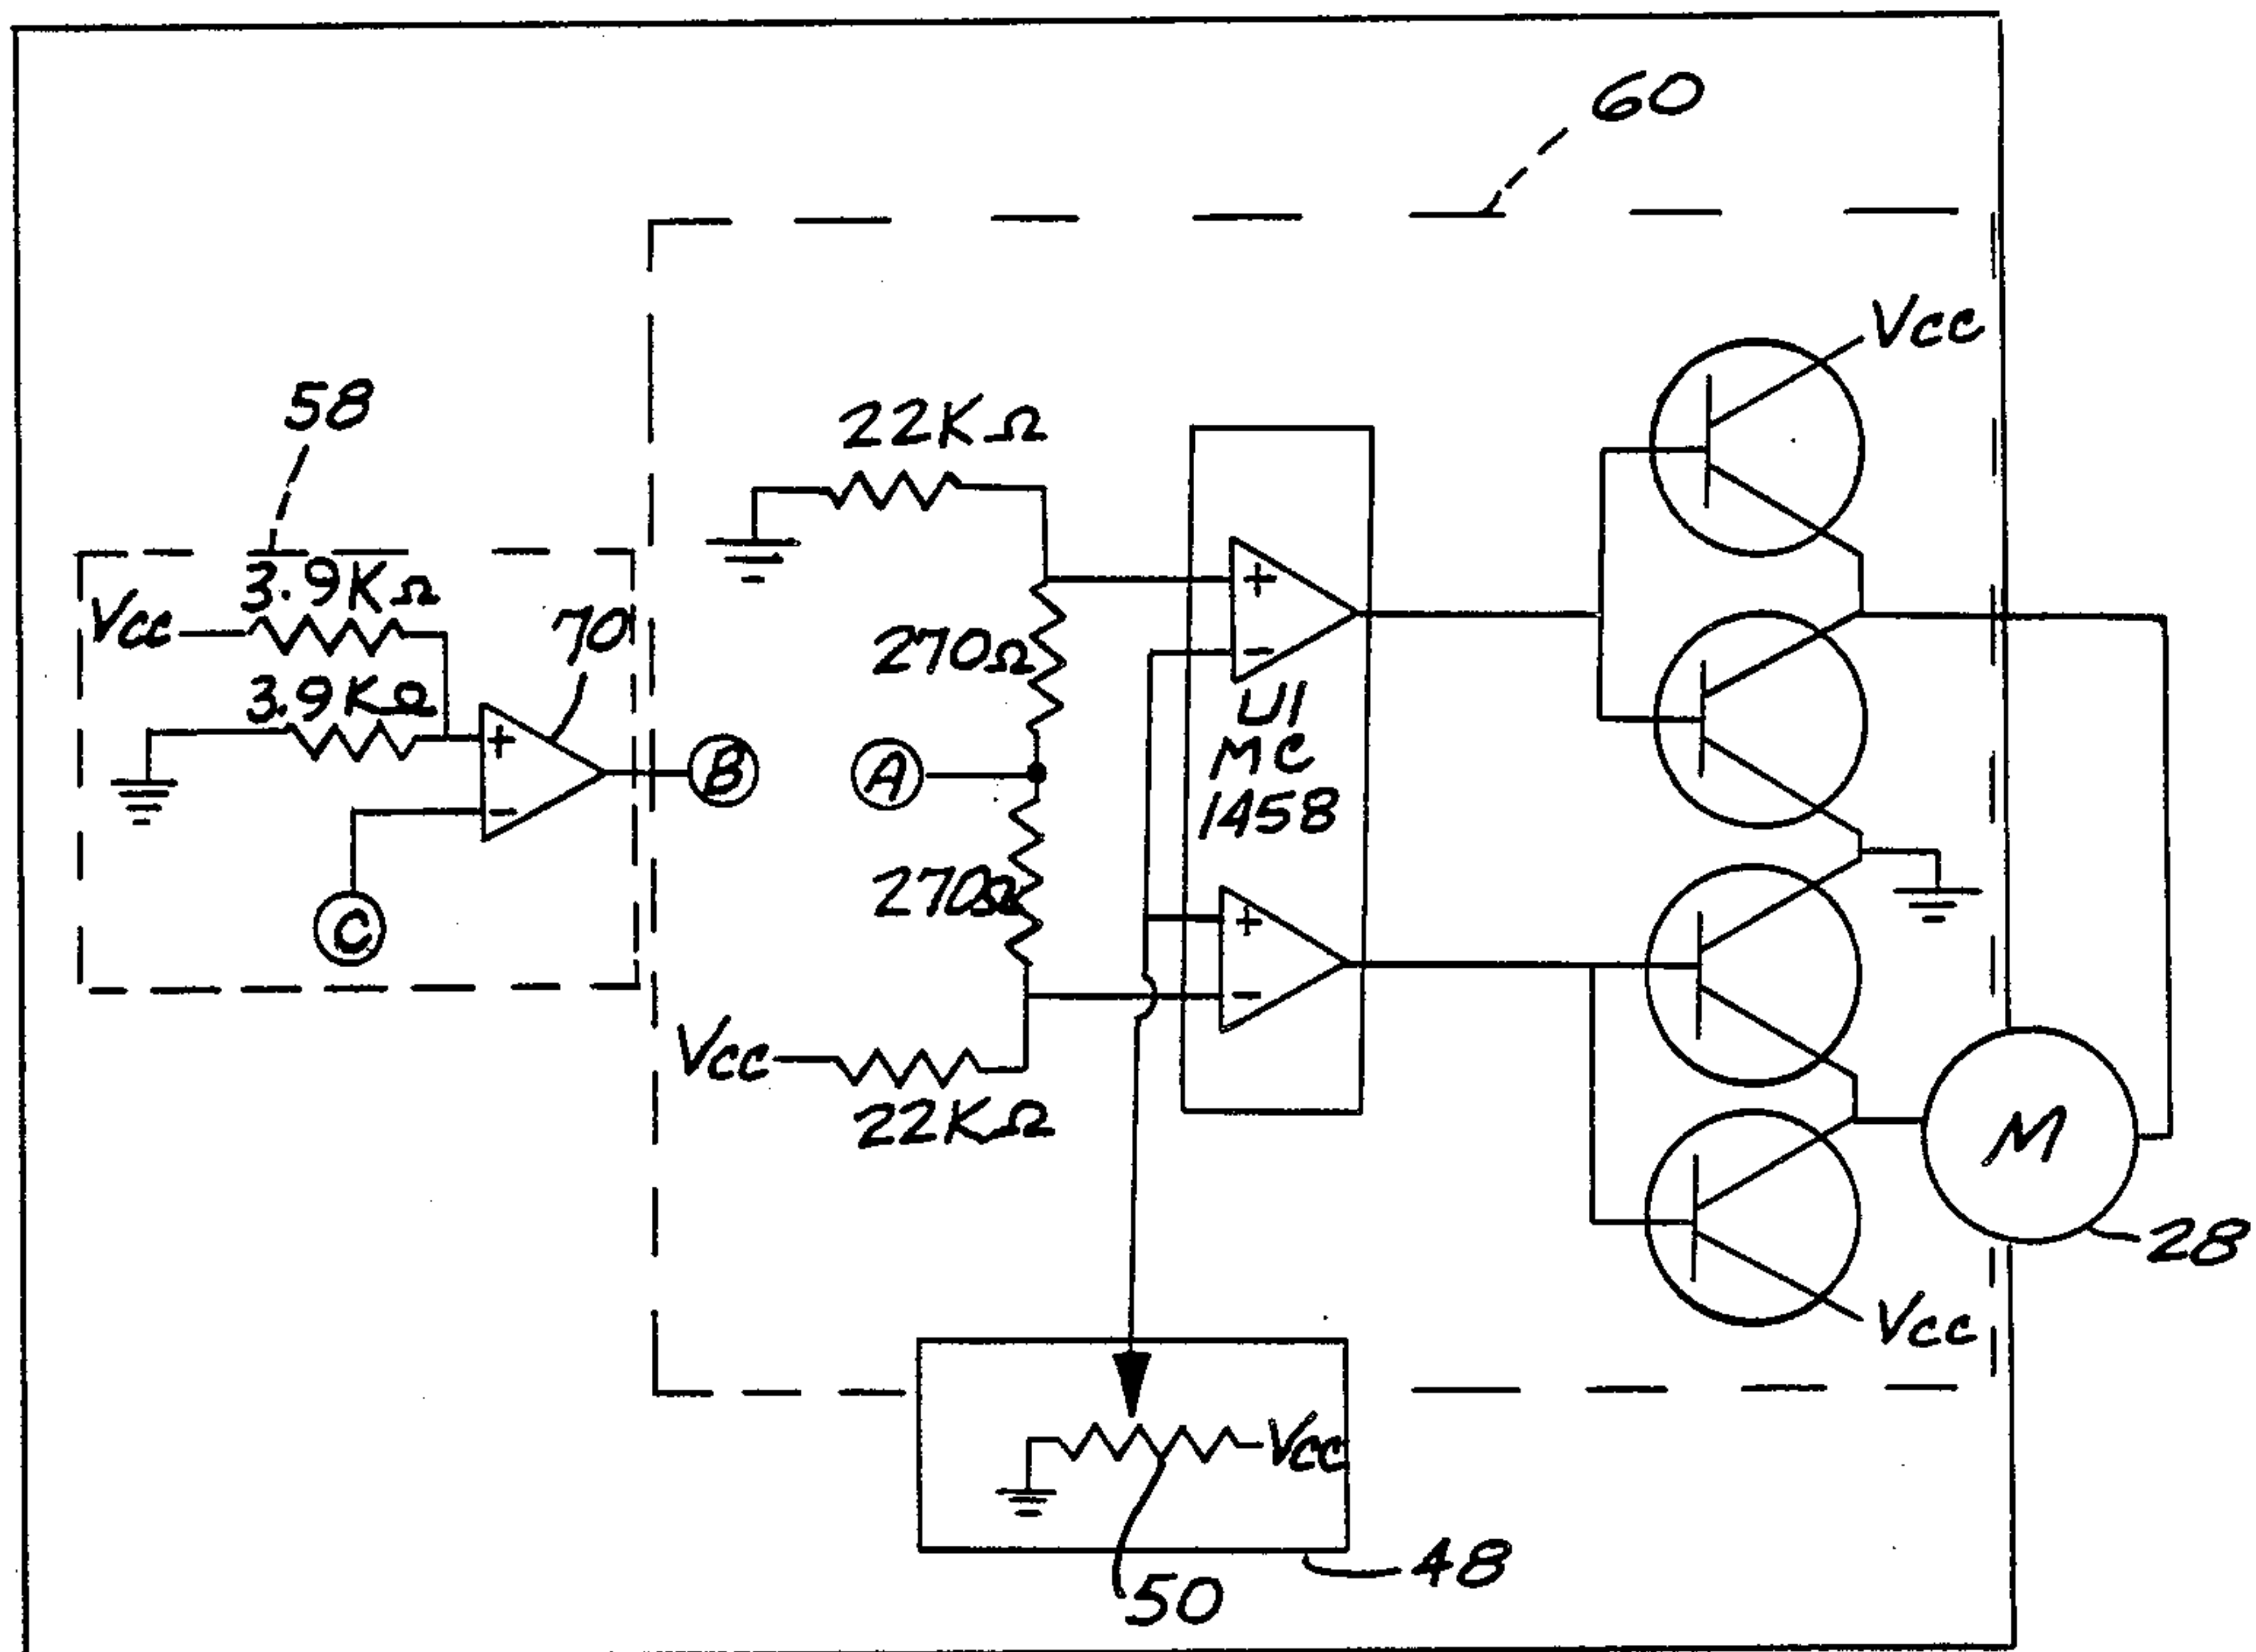 60
Vcc
58
22KΩ
3.9KΩ
Vcc
70
+
270Ω
-
3.9KΩ
U1
MC
1458
+
B
A
-
270Ω
C
+
-
Vcc
22KΩ
M
28
Vcc
Vcc
48
50